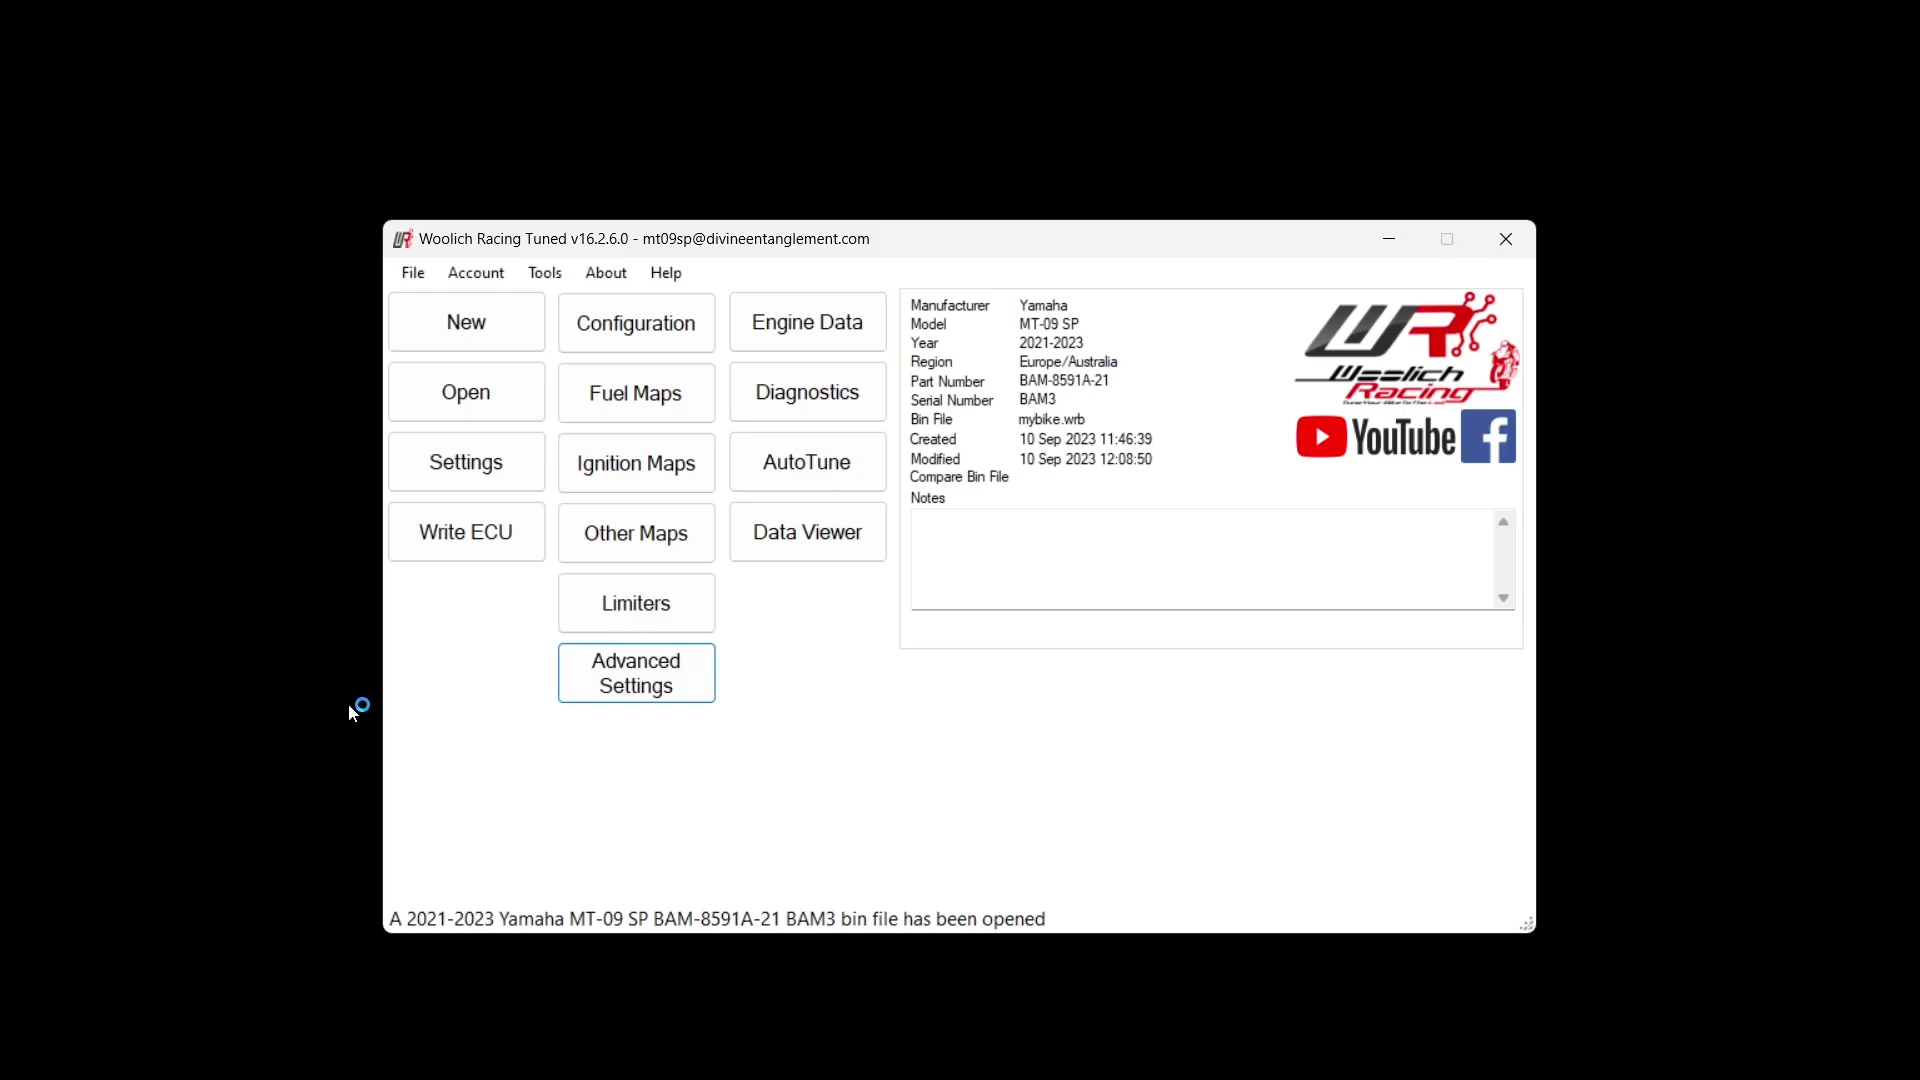 Woolich Racing Tuned v16.2.6.0 - mt09sp@divineentanglement.com
File Account Tools About Help
New
Configuration
Engine Data
Open
Fuel Maps
Diagnostics
Settings
Ignition Maps
AutoTune
Write ECU
Other Maps
Data Viewer
Limiters
Advanced
Settings
Manufacturer Yamaha
Model MT-09 SP
Year 2021-2023
Region Europe/Australia
Part Number BAM-8591A-21
Serial Number BAM3
Bin File mybike.wrb
Created 10 Sep 2023 11:46:39
Modified 10 Sep 2023 12:08:50
Compare Bin File
Notes
WR
Woolich
Racing
YouTube
f
A 2021-2023 Yamaha MT-09 SP BAM-8591A-21 BAM3 bin file has been opened